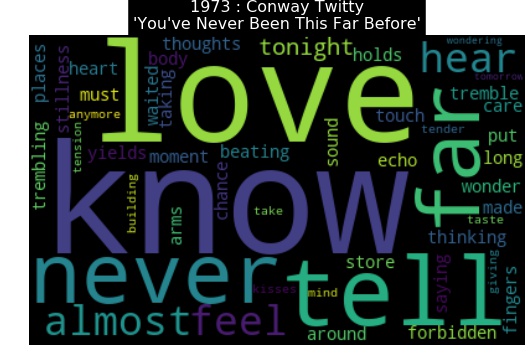 1973 : Conway Twitty
'You've Never Been This Far Before'
wondering
thoughts
tonight
holds
hear
places
stillness
heart
body
love
tomorrow
must
waited
taking
touch
tremble
care
anymore
sound
tender
far
put
long
trembling
tension
yields
moment
beating
echo
know
chance
wonder
made
building
arms
take
taste
thinking
never
tell
store
saying
giving
fingers
kisses
mind
almost
feel
around
forbidden